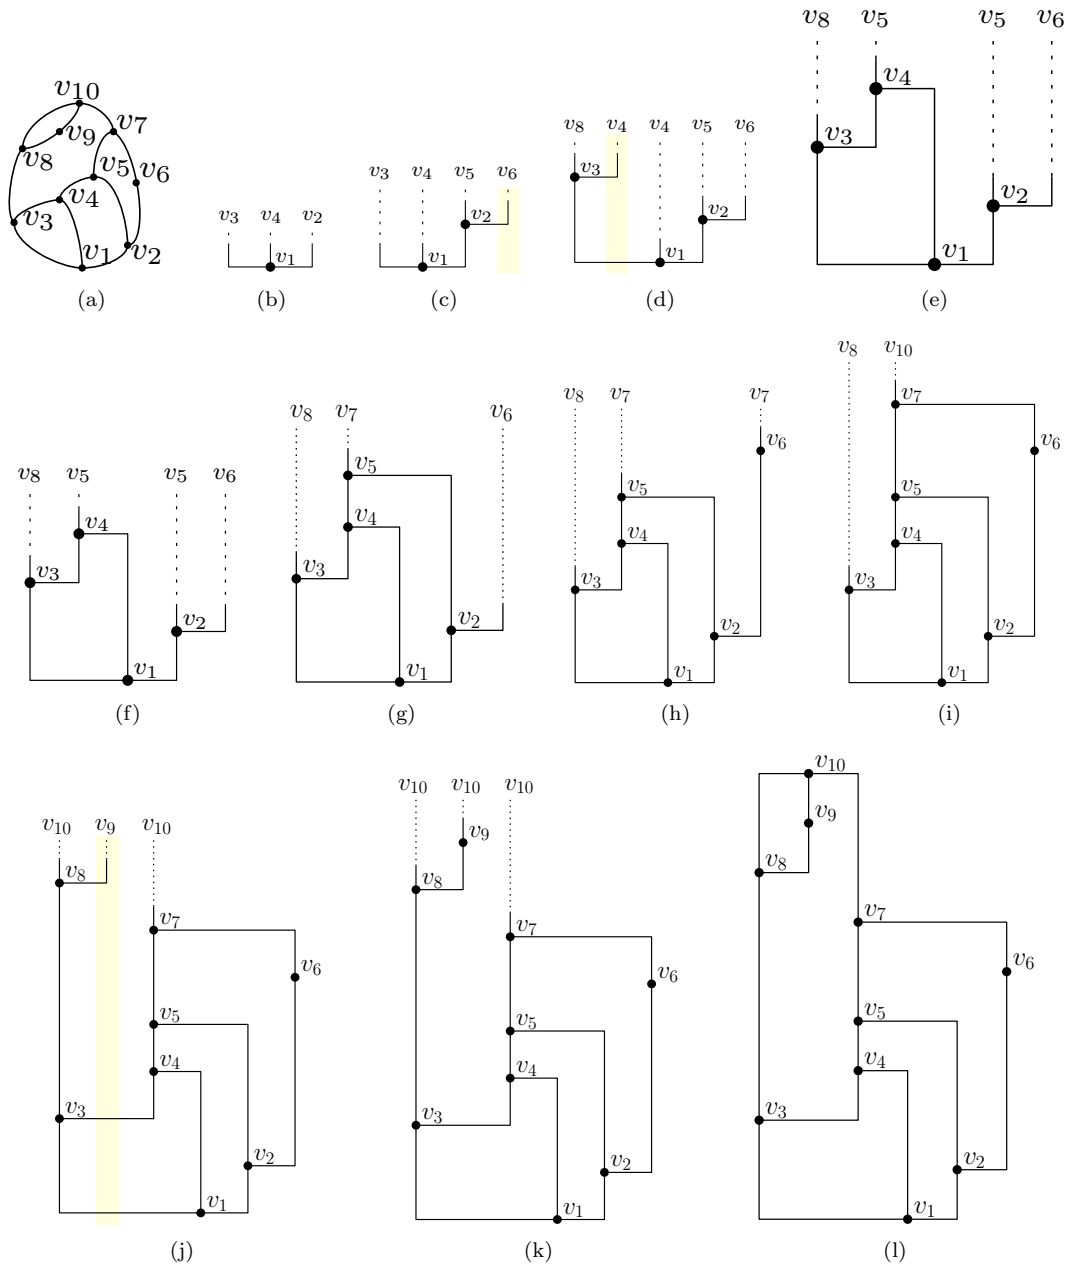 v10
v9
v7
v8
v5
v6
v4
v3
v1
v2
(a)
v3 v4 v2
v1
(b)
v3 v4 v5 v6
v2
v1
(c)
v8 v4 v4 v5 v6
v3
v2
v1
(d)
v8 v5 v5 v6
v4
v3
v2
v1
(e)
v8 v5 v5 v6
v4
v3
v2
v1
(f)
v8 v7 v6
v5
v4
v3
v2
v1
(g)
v8 v7 v7
v6
v5
v4
v3
v2
v1
(h)
v8 v10
v7
v6
v5
v4
v3
v2
v1
(i)
v10 v9 v10
v8
v7
v6
v5
v4
v3
v2
v1
(j)
v10 v10 v10
v9
v8
v7
v6
v5
v4
v3
v2
v1
(k)
v10
v9
v8
v7
v6
v5
v4
v3
v2
v1
(l)